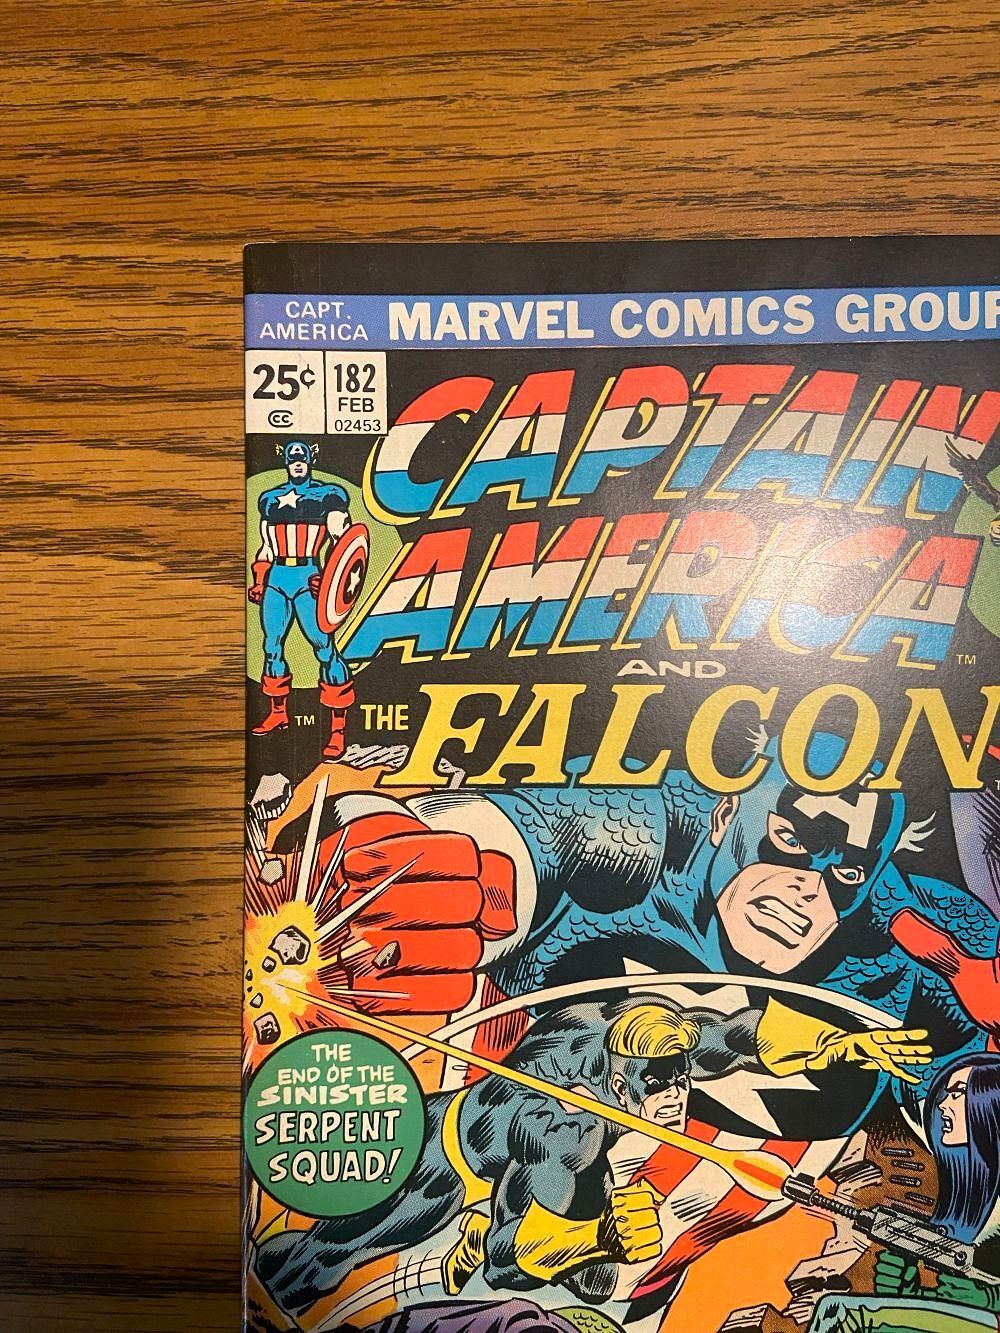 CAPT.
AMERICA
MARVEL COMICS GROUP
25¢
CC
182
FEB
02453
CAPTAIN
AMERICA
TM
AND
THE FALCON
TM
THE
END OF THE
SINISTER
SERPENT
SQUAD!